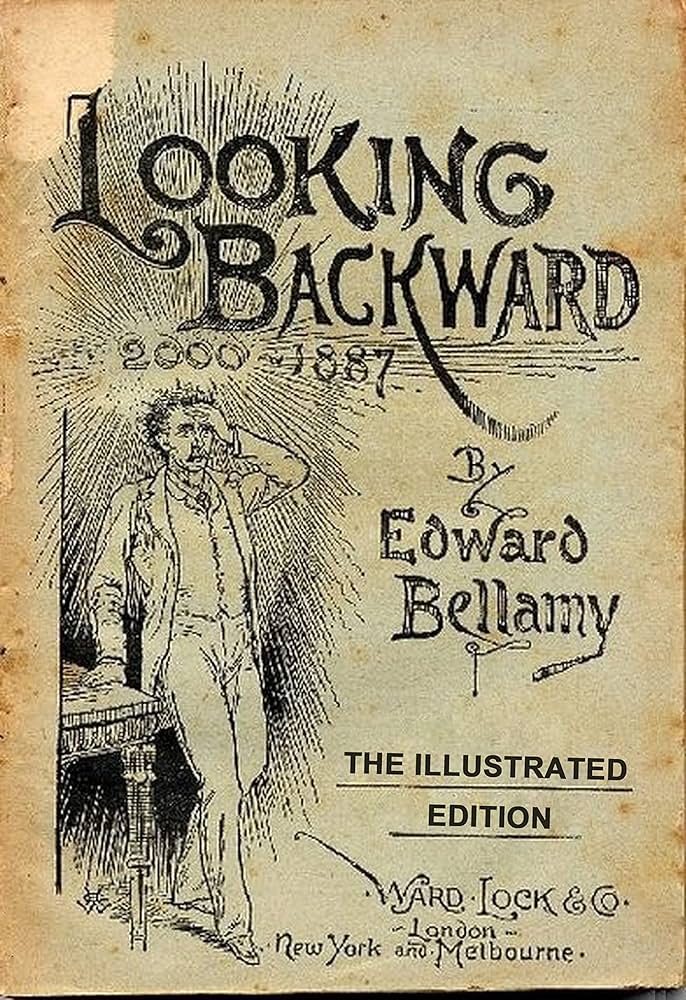 LOOKING
BACKWARD
2000-1887
By
Edward
Bellamy
THE ILLUSTRATED
EDITION
·WARD·LOCK & CO·
-London-
·New York and Melbourne·